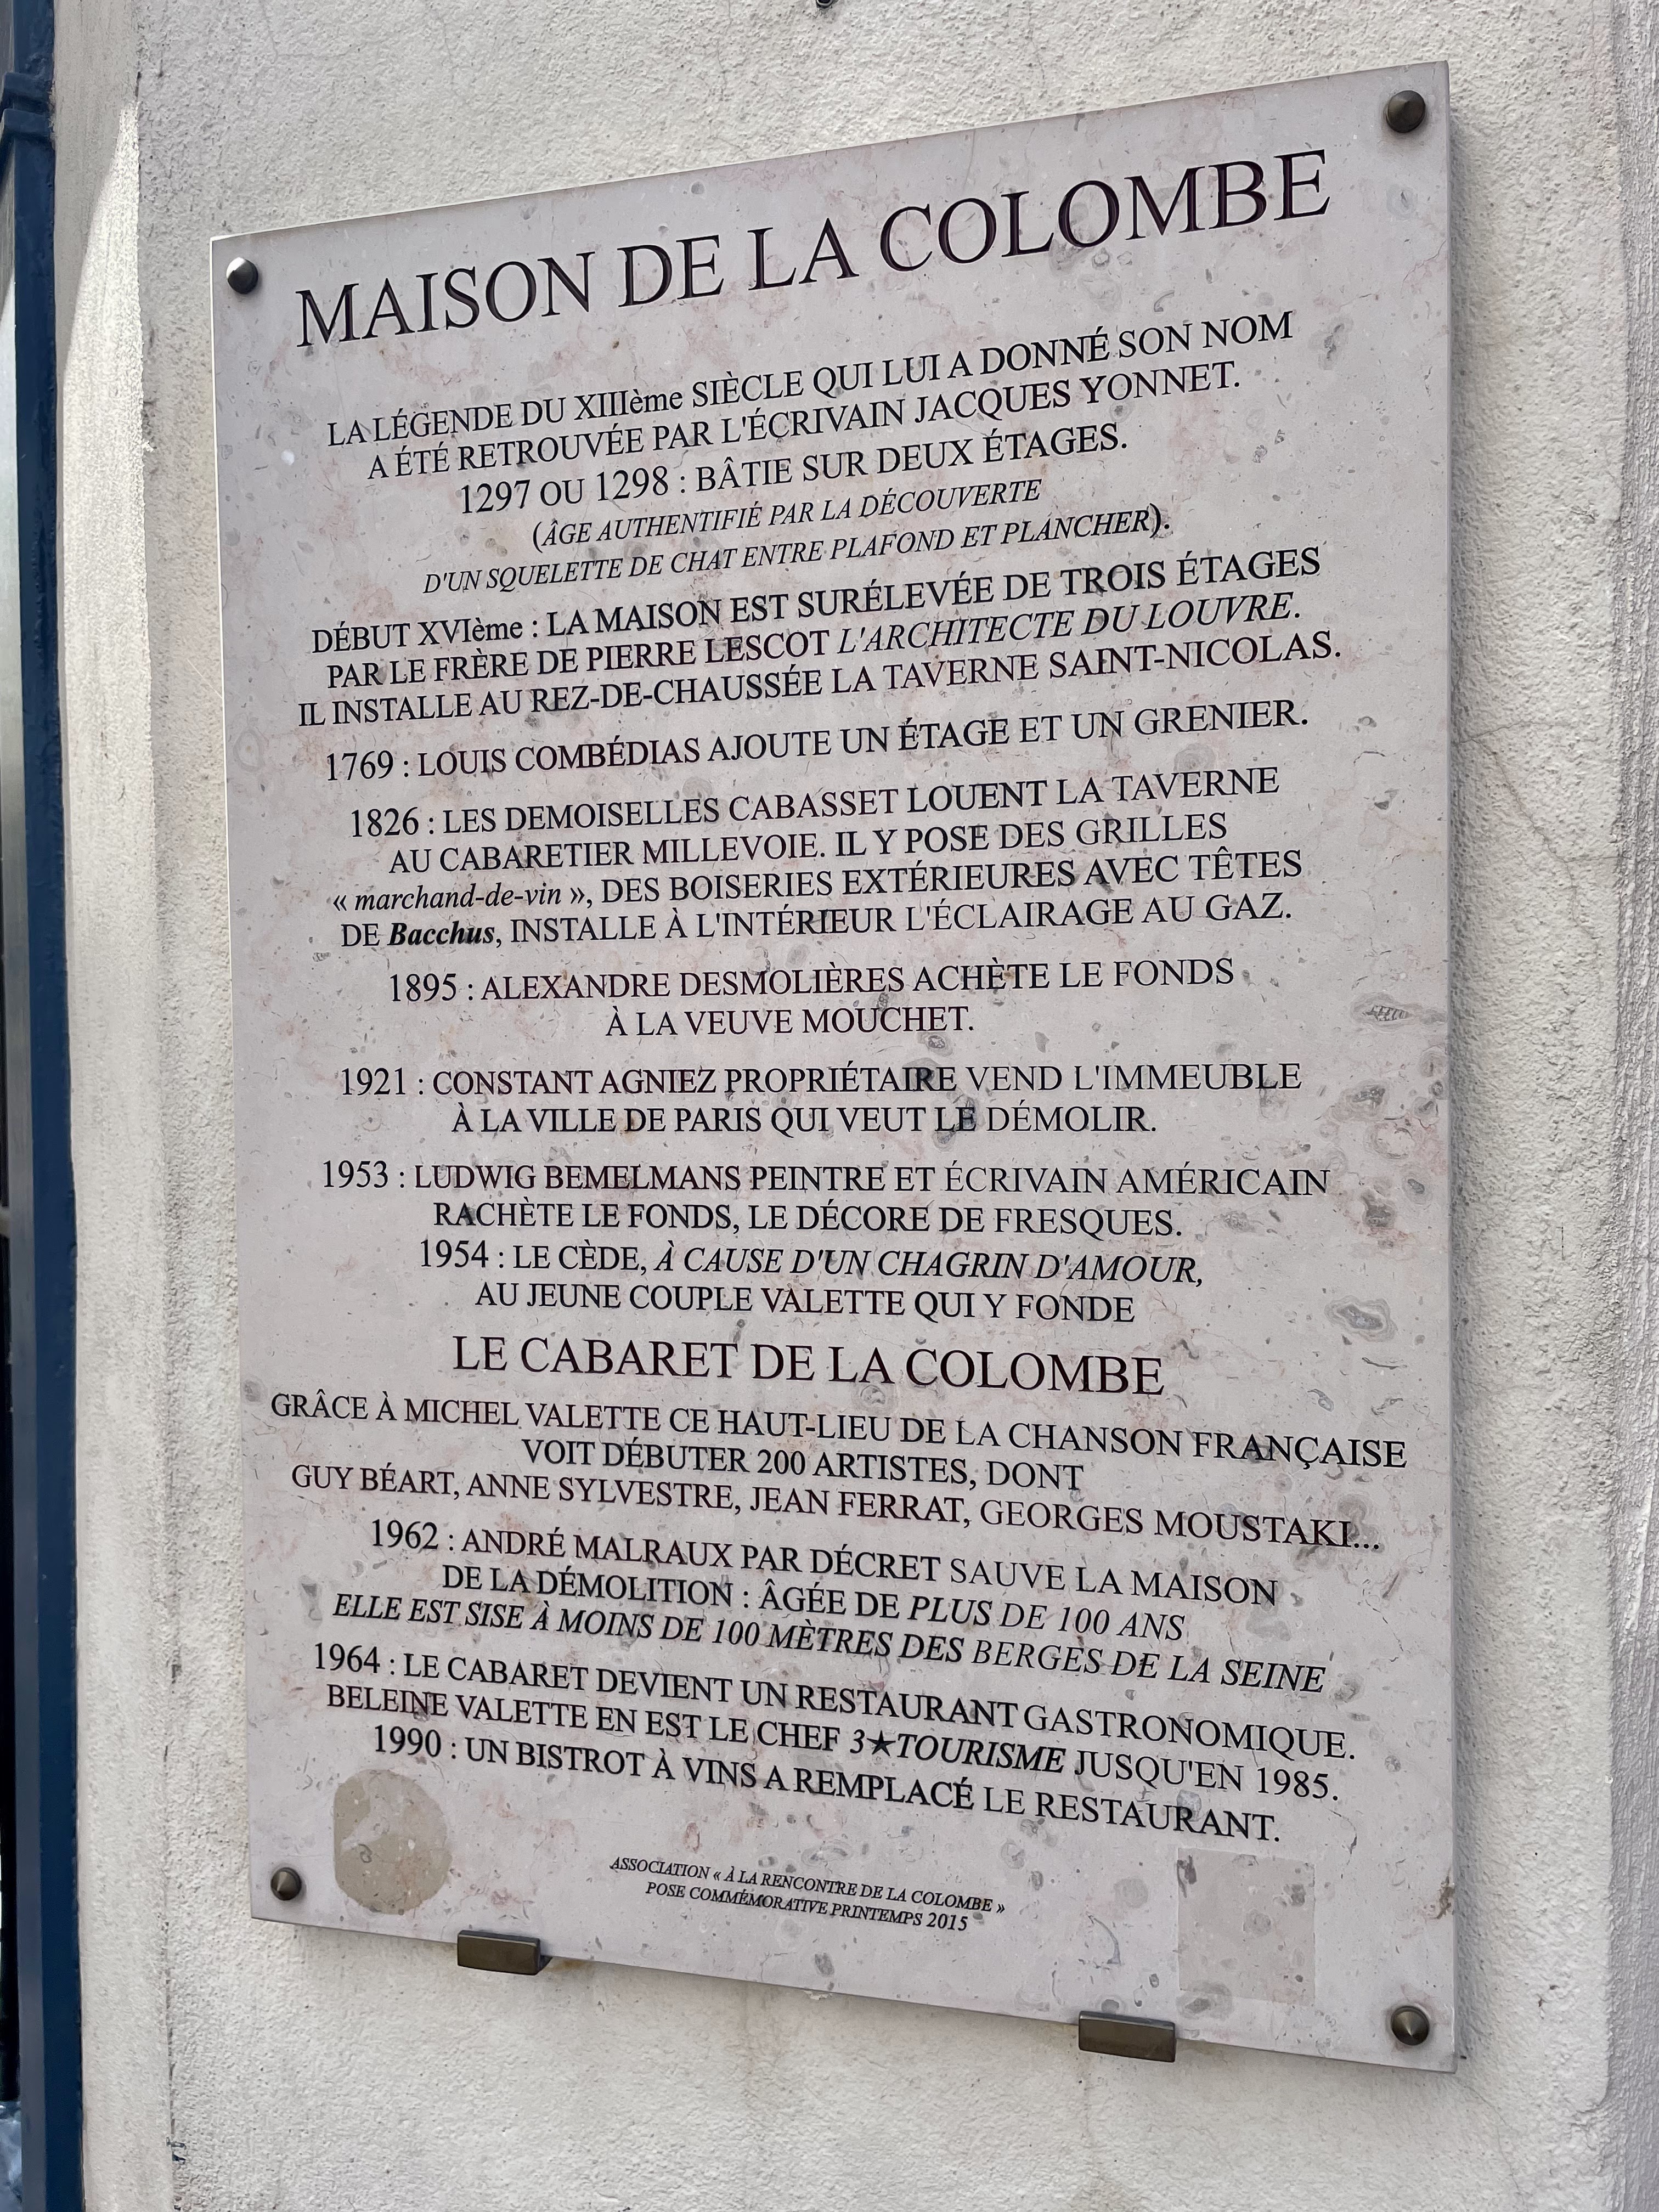 MAISON DE LA COLOMBE
LA LÉGENDE DU XIIIème SIÈCLE QUI LUI A DONNÉ SON NOM
A ÉTÉ RETROUVÉE PAR L'ÉCRIVAIN JACQUES YONNET.
1297 OU 1298 : BÂTIE SUR DEUX ÉTAGES.
(ÂGE AUTHENTIFIÉ PAR LA DÉCOUVERTE
D'UN SQUELETTE DE CHAT ENTRE PLAFOND ET PLANCHER).
DÉBUT XVIème : LA MAISON EST SURÉLEVÉE DE TROIS ÉTAGES
PAR LE FRÈRE DE PIERRE LESCOT L'ARCHITECTE DU LOUVRE.
IL INSTALLE AU REZ-DE-CHAUSSÉE LA TAVERNE SAINT-NICOLAS.
1769 : LOUIS COMBÉDIAS AJOUTE UN ÉTAGE ET UN GRENIER.
1826 : LES DEMOISELLES CABASSET LOUENT LA TAVERNE
AU CABARETIER MILLEVOIE. IL Y POSE DES GRILLES
« marchand-de-vin », DES BOISERIES EXTÉRIEURES AVEC TÊTES
DE Bacchus, INSTALLE À L'INTÉRIEUR L'ÉCLAIRAGE AU GAZ.
1895 : ALEXANDRE DESMOLIÈRES ACHÈTE LE FONDS
À LA VEUVE MOUCHET.
1921 : CONSTANT AGNIEZ PROPRIÉTAIRE VEND L'IMMEUBLE
À LA VILLE DE PARIS QUI VEUT LE DÉMOLIR.
1953 : LUDWIG BEMELMANS PEINTRE ET ÉCRIVAIN AMÉRICAIN
RACHÈTE LE FONDS, LE DÉCORE DE FRESQUES.
1954 : LE CÈDE, À CAUSE D'UN CHAGRIN D'AMOUR,
AU JEUNE COUPLE VALETTE QUI Y FONDE
LE CABARET DE LA COLOMBE
GRÂCE À MICHEL VALETTE CE HAUT-LIEU DE LA CHANSON FRANÇAISE
VOIT DÉBUTER 200 ARTISTES, DONT
GUY BÉART, ANNE SYLVESTRE, JEAN FERRAT, GEORGES MOUSTAKI...
1962 : ANDRÉ MALRAUX PAR DÉCRET SAUVE LA MAISON
DE LA DÉMOLITION : ÂGÉE DE PLUS DE 100 ANS
ELLE EST SISE À MOINS DE 100 MÈTRES DES BERGES DE LA SEINE
1964 : LE CABARET DEVIENT UN RESTAURANT GASTRONOMIQUE.
BELEINE VALETTE EN EST LE CHEF 3★TOURISME JUSQU'EN 1985.
1990 : UN BISTROT À VINS A REMPLACÉ LE RESTAURANT.
ASSOCIATION « À LA RENCONTRE DE LA COLOMBE »
POSE COMMÉMORATIVE PRINTEMPS 2015